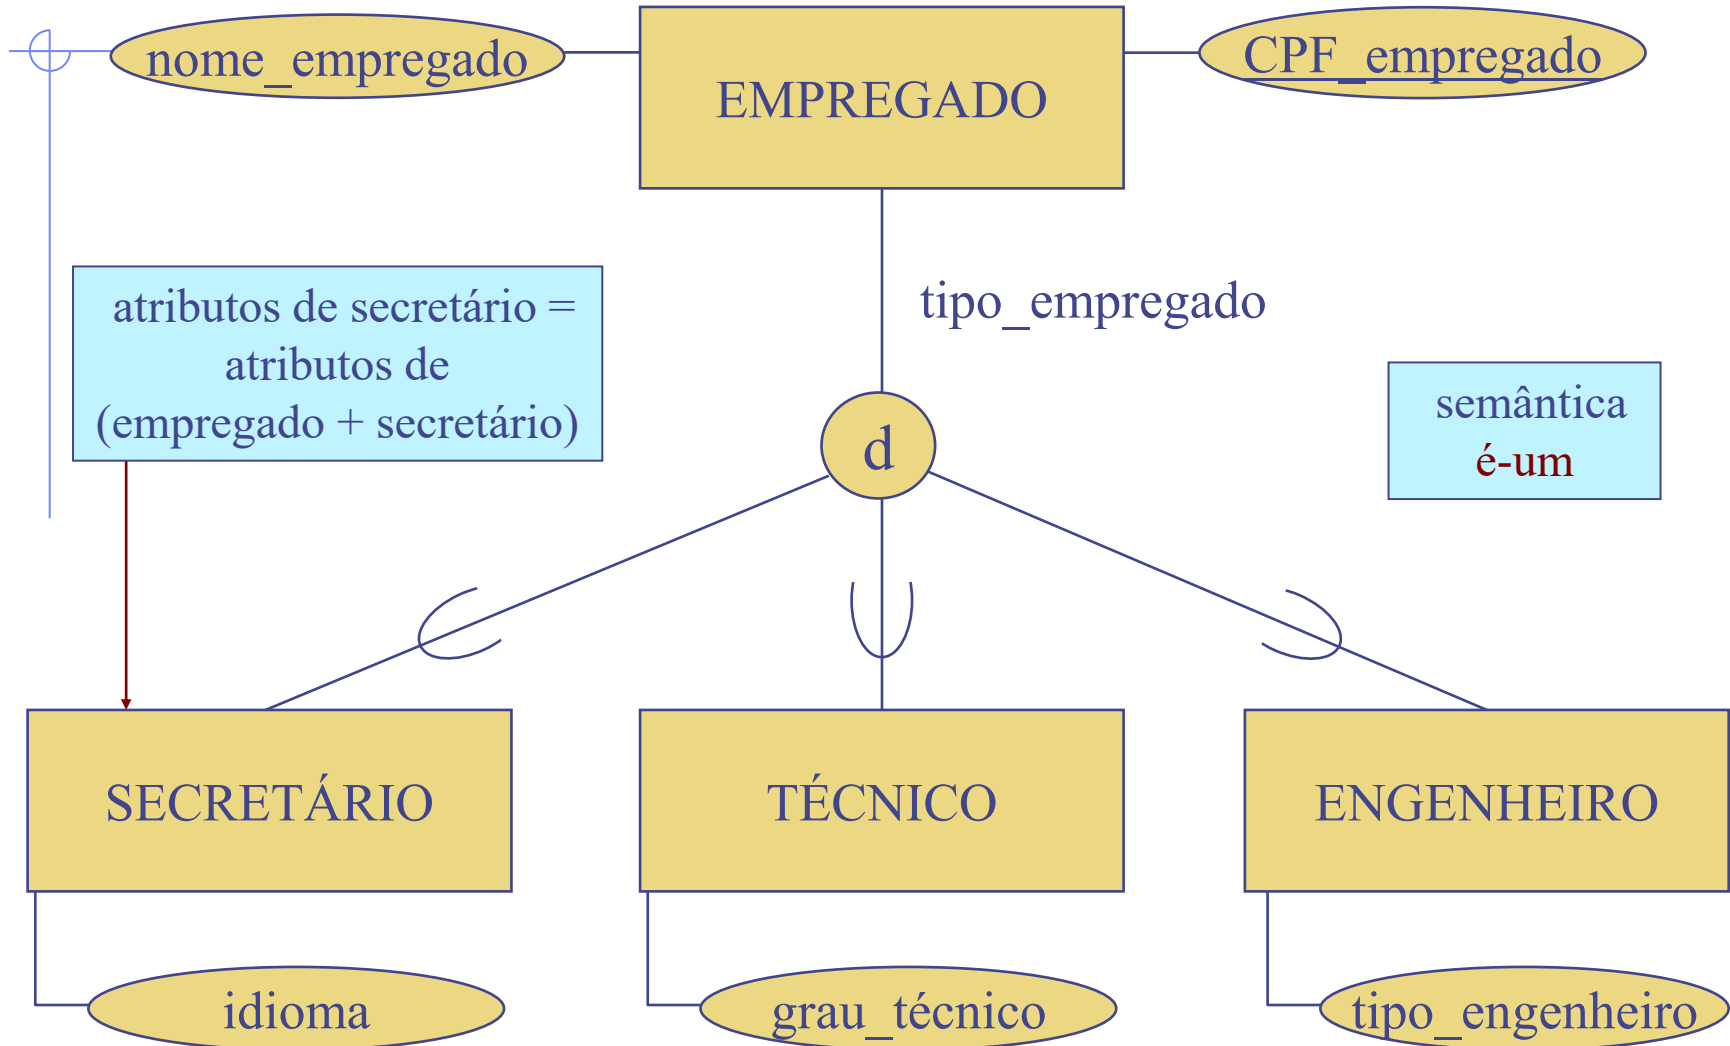 nome_empregado
EMPREGADO
CPF_empregado
atributos de secretário =
atributos de
(empregado + secretário)
tipo_empregado
semântica
é-um
d
SECRETÁRIO
TÉCNICO
ENGENHEIRO
idioma
grau_técnico
tipo_engenheiro